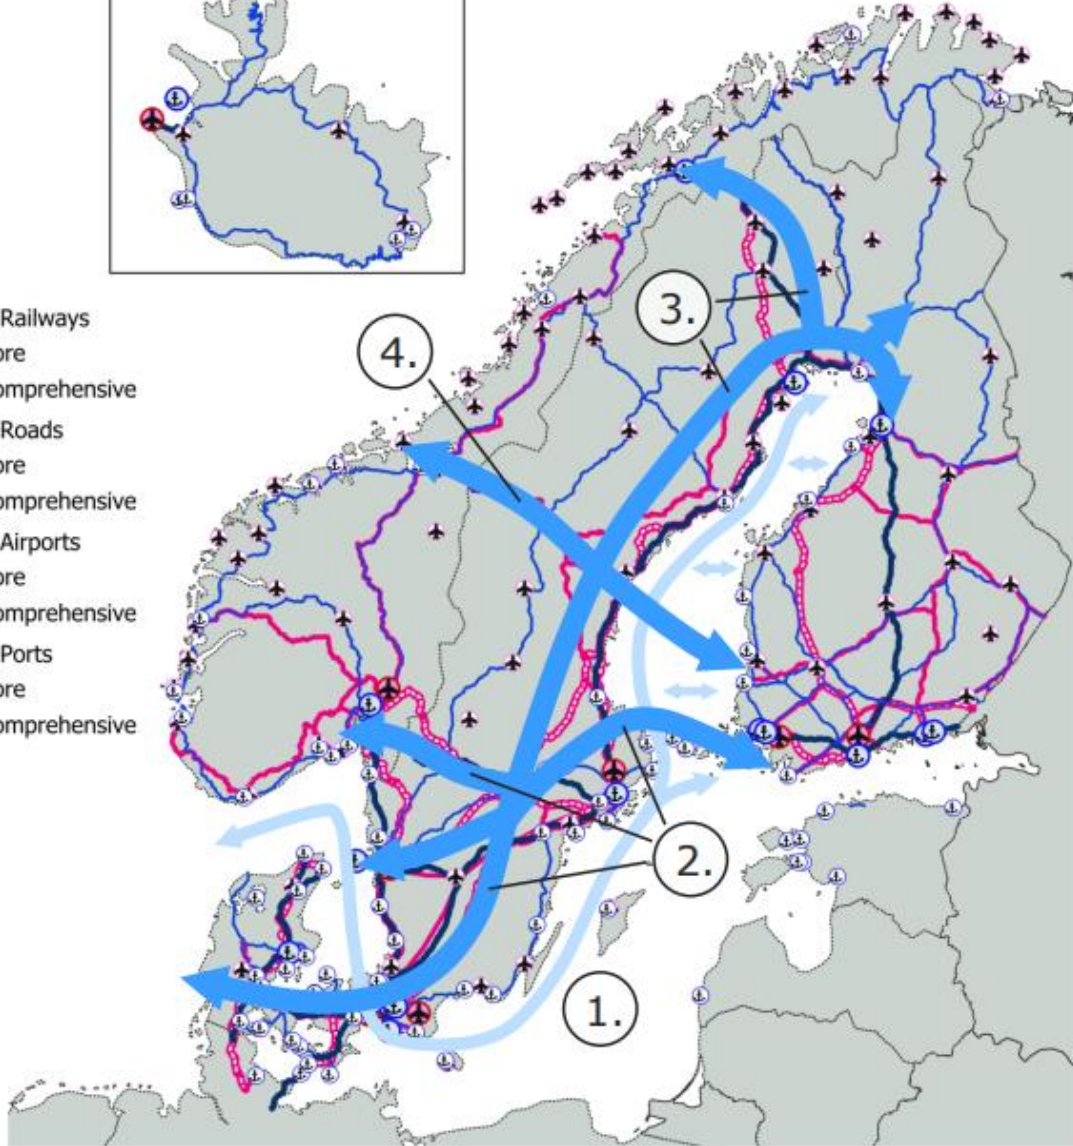 Railways
ore
omprehensive
Roads
ore
omprehensive
Airports
ore
omprehensive
Ports
ore
omprehensive
3.
4.
2.
1.